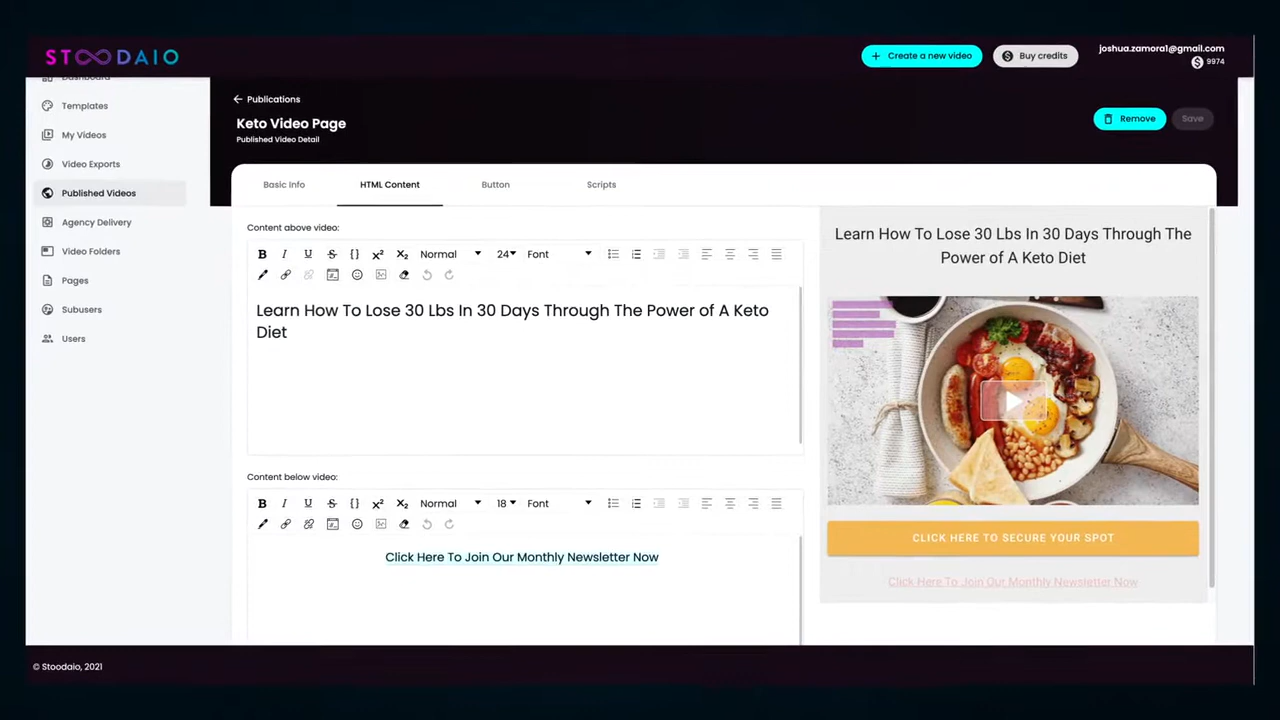 STOODAIO
Create a new video
Buy credits
joshua.zamora1@gmail.com
9974
Dashboard
Templates
My Videos
Video Exports
Published Videos
Agency Delivery
Video Folders
Pages
Subusers
Users
Publications
Keto Video Page
Published Video Detail
Remove
Save
Basic Info
HTML Content
Button
Scripts
Content above video:
B I U S {} X² X₂ Normal 24 Font
Learn How To Lose 30 Lbs In 30 Days Through The Power of A Keto
Diet
Content below video:
B I U S {} X² X₂ Normal 18 Font
Click Here To Join Our Monthly Newsletter Now
Learn How To Lose 30 Lbs In 30 Days Through The
Power of A Keto Diet
CLICK HERE TO SECURE YOUR SPOT
Click Here To Join Our Monthly Newsletter Now
© Stoodaio, 2021